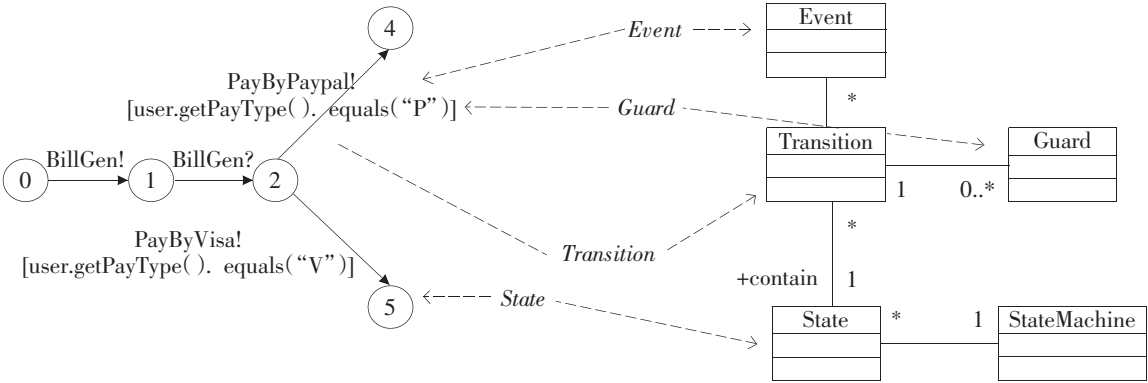 4
Event
Event
PayByPaypal!
[user.getPayType( ). equals(“P”)]
Guard
*
Transition
Guard
BillGen!
BillGen?
0
1
2
1
0..*
PayByVisa!
[user.getPayType( ). equals(“V”)]
Transition
*
+contain
1
5
State
State
*
1
StateMachine